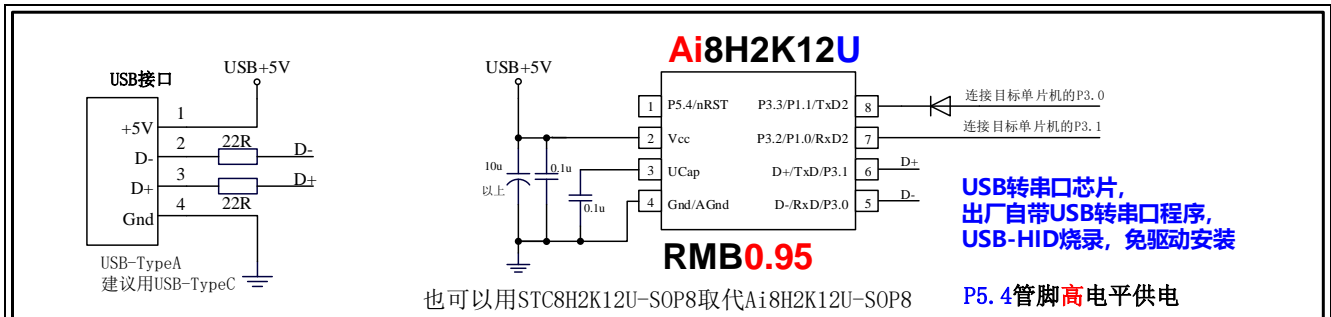 USB接口
USB+5V
+5V
1
D-
2
22R
D-
D+
3
22R
D+
Gnd
4
USB-TypeA
建议用USB-TypeC
Ai8H2K12U
USB+5V
10u
以上
0.1u
0.1u
1
P5.4/nRST
2
Vcc
3
UCap
4
Gnd/AGnd
P3.3/P1.1/TxD2
8
连接目标单片机的P3.0
P3.2/P1.0/RxD2
7
连接目标单片机的P3.1
D+/TxD/P3.1
6
D+
D-/RxD/P3.0
5
D-
RMB0.95
也可以用STC8H2K12U-SOP8取代Ai8H2K12U-SOP8
USB转串口芯片,
出厂自带USB转串口程序,
USB-HID烧录，免驱动安装
P5.4管脚高电平供电